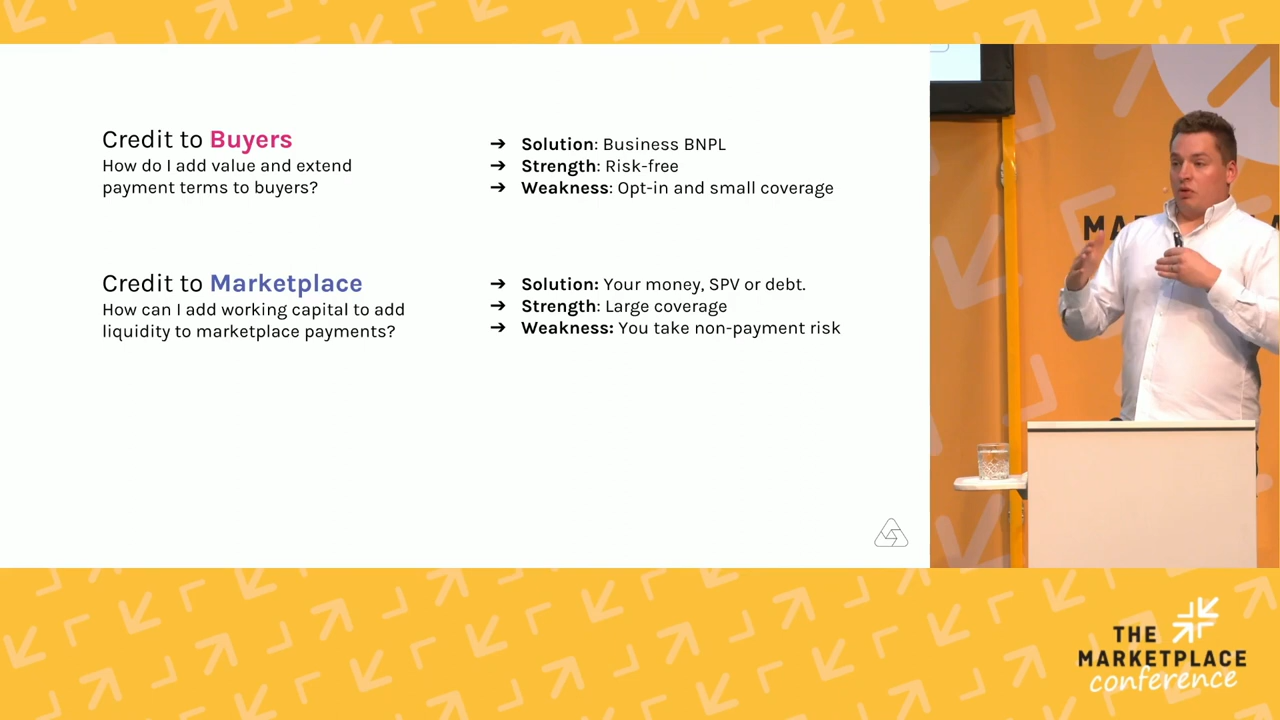 Credit to Buyers
How do I add value and extend
payment terms to buyers?
➔ Solution: Business BNPL
➔ Strength: Risk-free
➔ Weakness: Opt-in and small coverage
Credit to Marketplace
How can I add working capital to add
liquidity to marketplace payments?
➔ Solution: Your money, SPV or debt.
➔ Strength: Large coverage
➔ Weakness: You take non-payment risk
THE
MARKETPLACE
conference